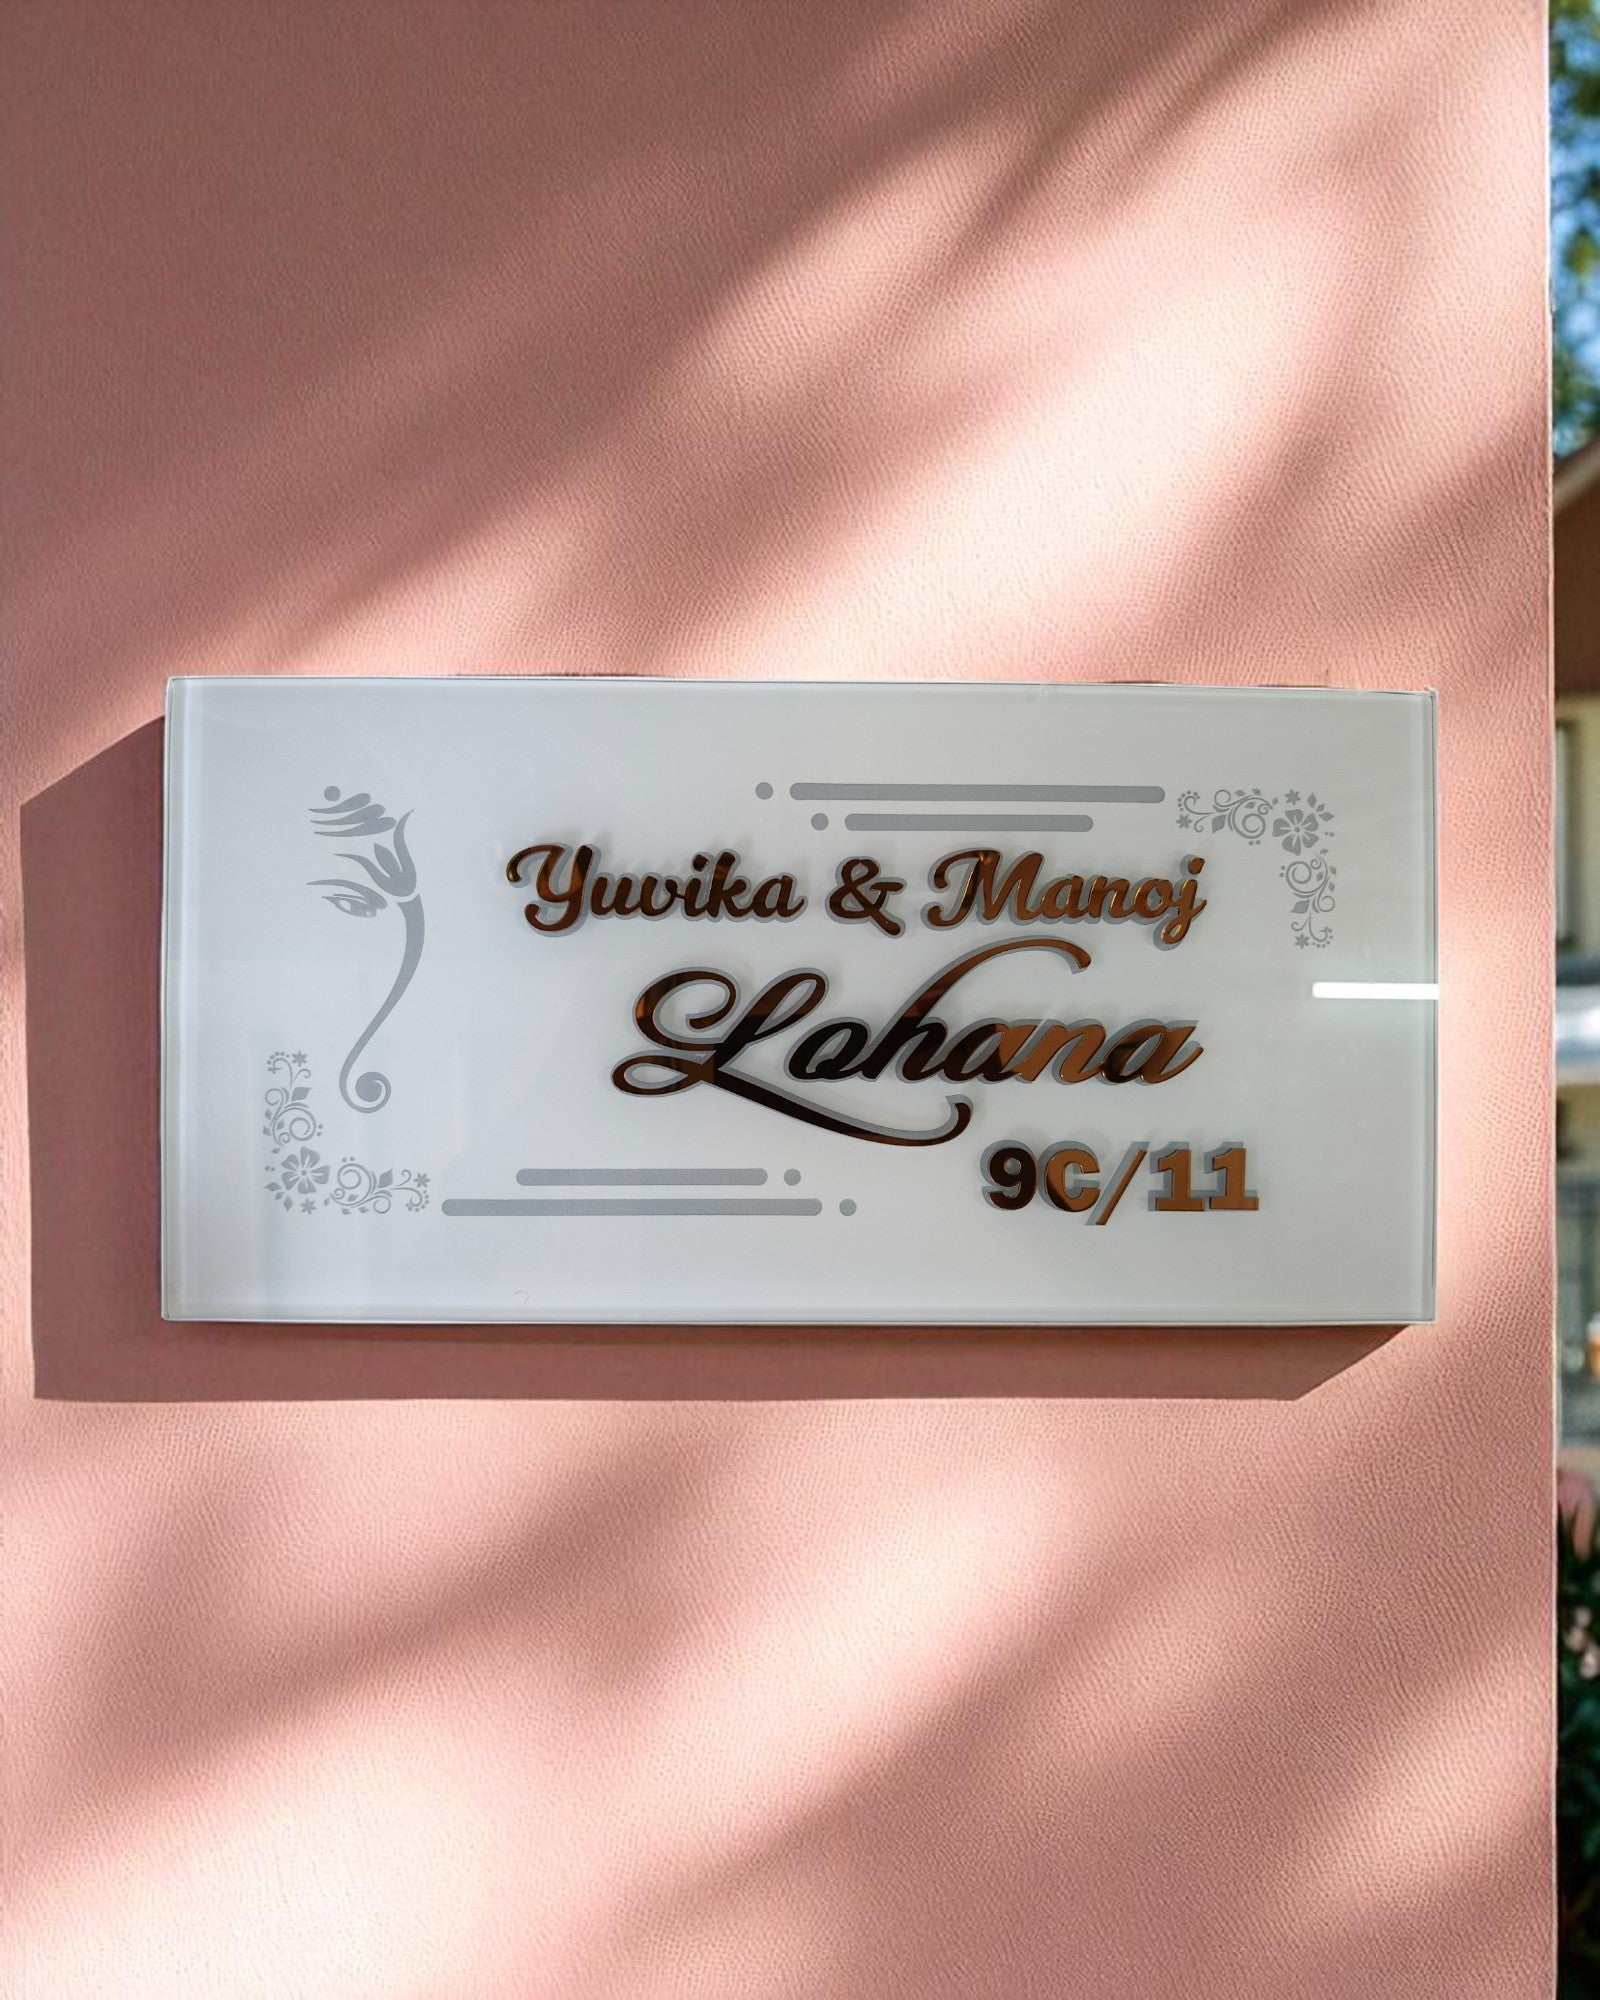 Yuvika & Manoj
Lohana
9C/11